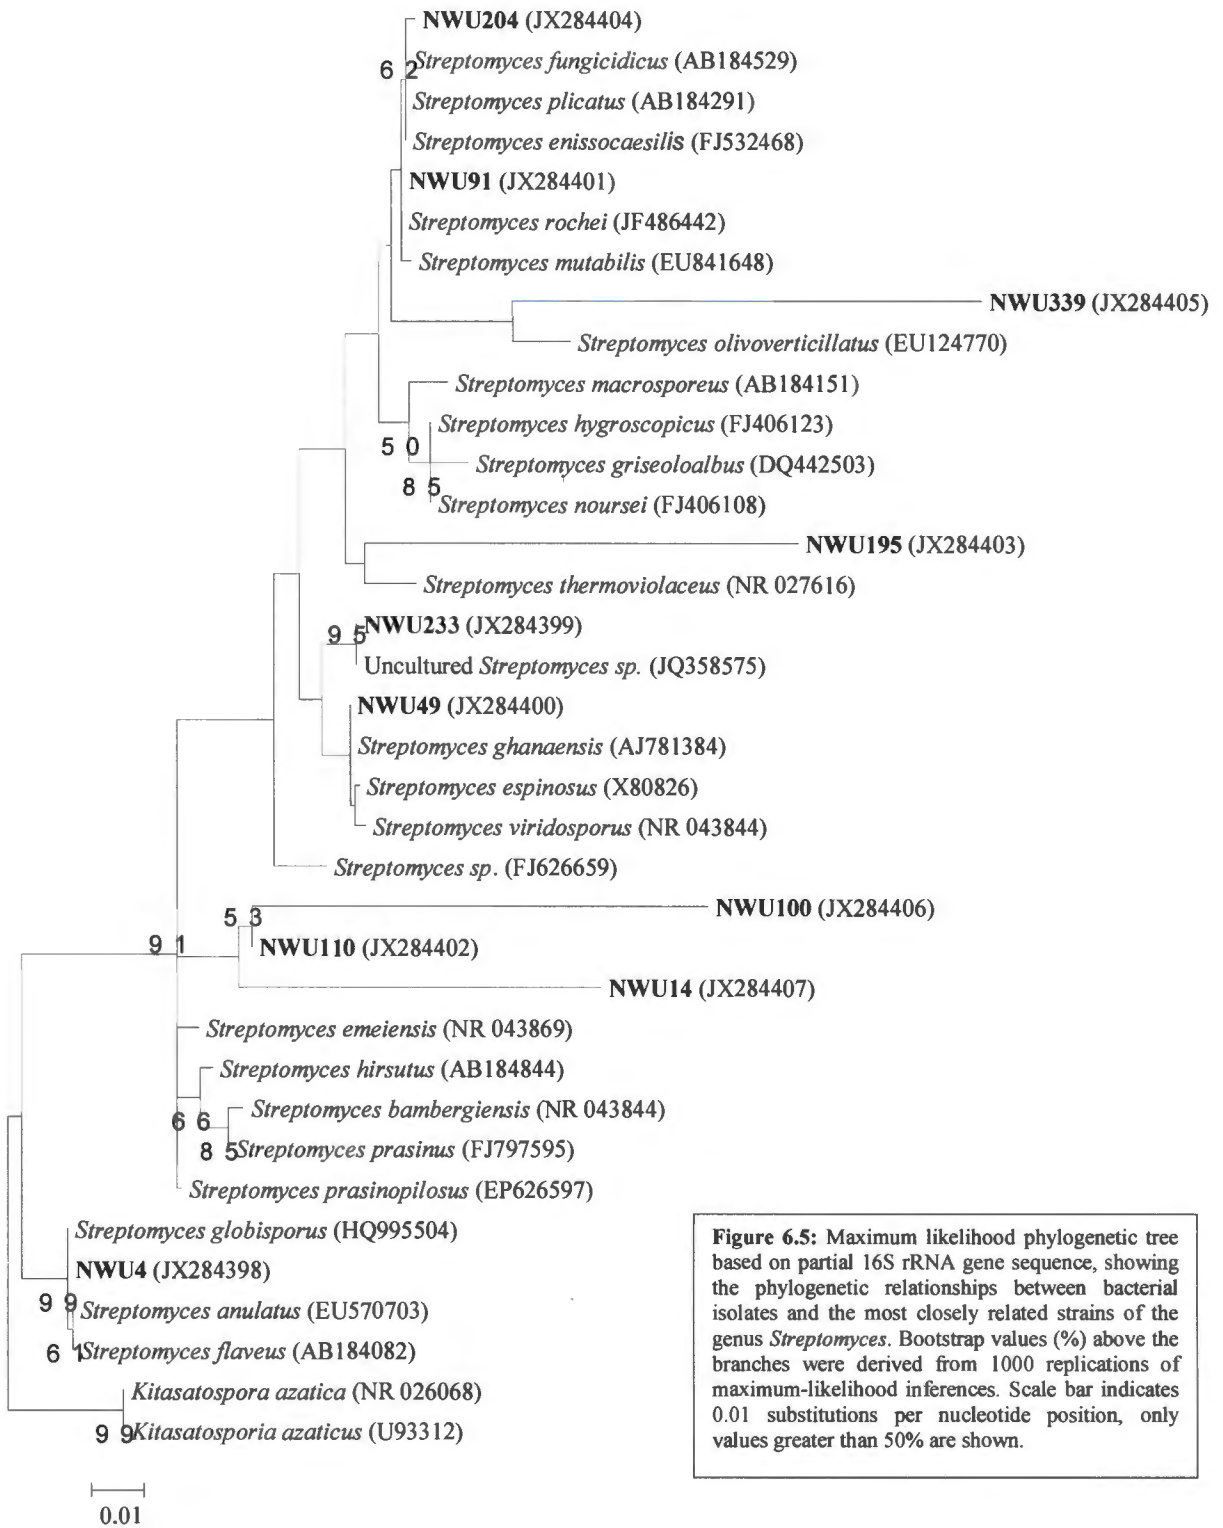 NWU204 (JX284404)
6 2
Streptomyces fungicidicus (AB184529)
Streptomyces plicatus (AB184291)
Streptomyces enissocaesilis (FJ532468)
NWU91 (JX284401)
Streptomyces rochei (JF486442)
Streptomyces mutabilis (EU841648)
NWU339 (JX284405)
Streptomyces olivoverticillatus (EU124770)
Streptomyces macrosporeus (AB184151)
Streptomyces hygroscopicus (FJ406123)
5 0
Streptomyces griseoloalbus (DQ442503)
8 5
Streptomyces noursei (FJ406108)
NWU195 (JX284403)
Streptomyces thermoviolaceus (NR 027616)
9 5
NWU233 (JX284399)
Uncultured Streptomyces sp. (JQ358575)
NWU49 (JX284400)
Streptomyces ghanaensis (AJ781384)
Streptomyces espinosus (X80826)
Streptomyces viridosporus (NR 043844)
Streptomyces sp. (FJ626659)
5 3
NWU100 (JX284406)
9 1
NWU110 (JX284402)
NWU14 (JX284407)
Streptomyces emeiensis (NR 043869)
Streptomyces hirsutus (AB184844)
Streptomyces bambergiensis (NR 043844)
6 6
8 5
Streptomyces prasinus (FJ797595)
Streptomyces prasinopilosus (EP626597)
Streptomyces globisporus (HQ995504)
NWU4 (JX284398)
9 9
Streptomyces anulatus (EU570703)
6 1
Streptomyces flaveus (AB184082)
Kitasatospora azatica (NR 026068)
9 9
Kitasatosporia azaticus (U93312)
0.01
Figure 6.5: Maximum likelihood phylogenetic tree
based on partial 16S rRNA gene sequence, showing
the phylogenetic relationships between bacterial
isolates and the most closely related strains of the
genus Streptomyces. Bootstrap values (%) above the
branches were derived from 1000 replications of
maximum-likelihood inferences. Scale bar indicates
0.01 substitutions per nucleotide position, only
values greater than 50% are shown.